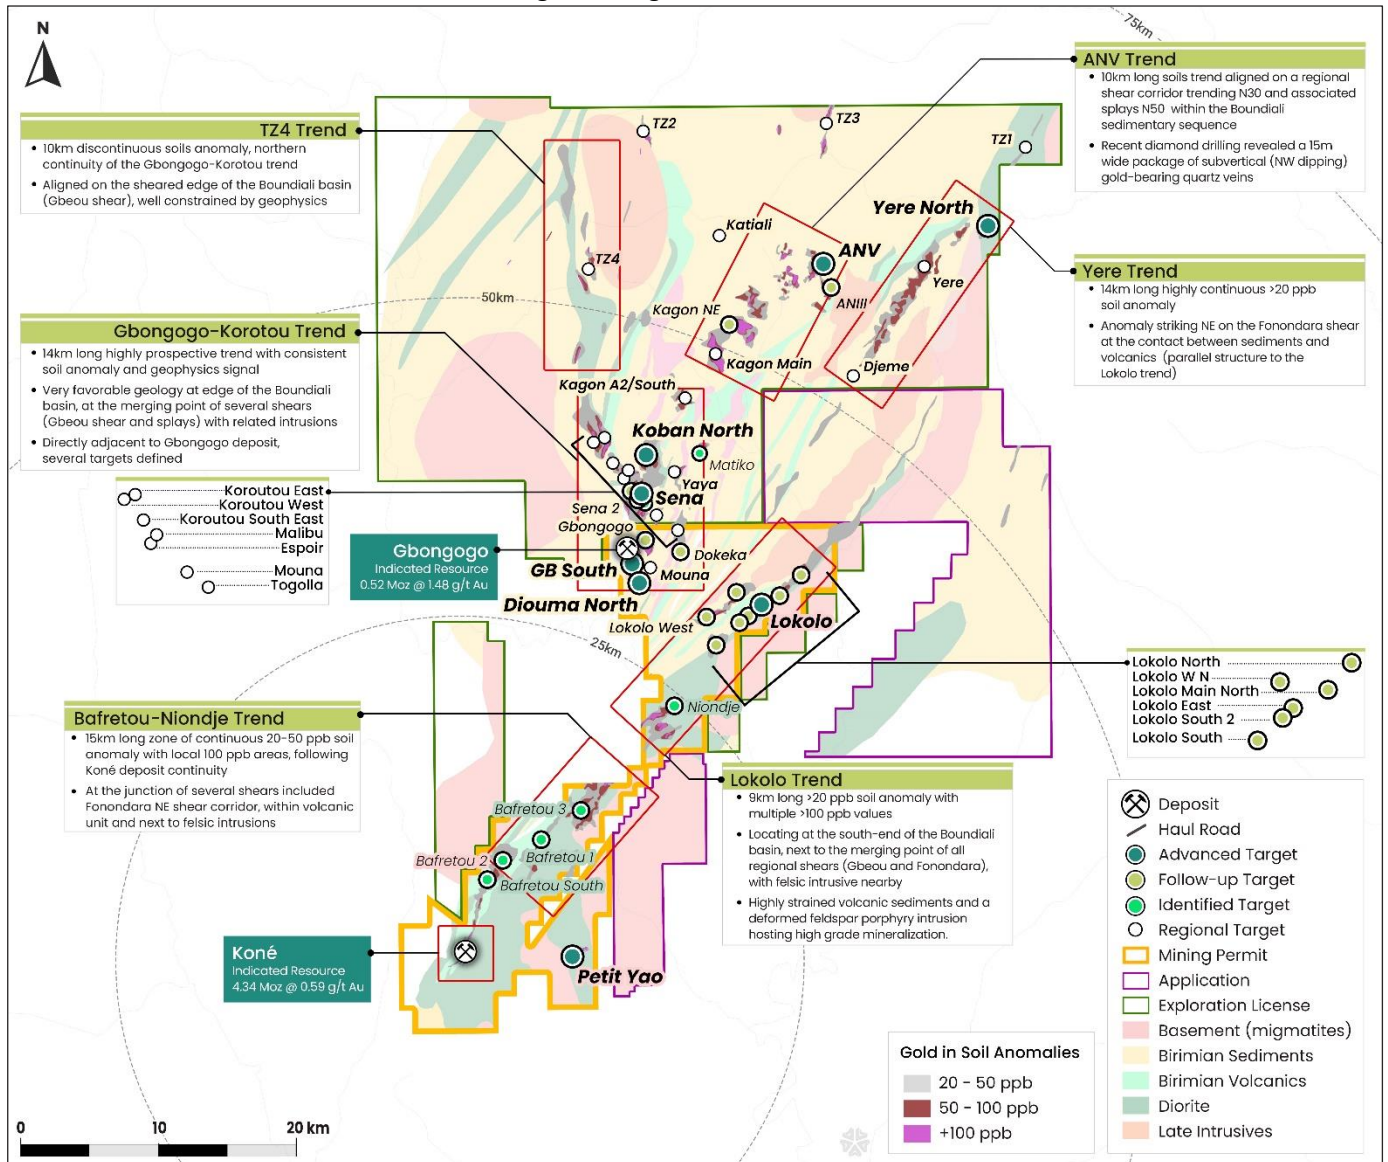 N
75km
ANV Trend
• 10km long soils trend aligned on a regional
shear corridor trending N30 and associated
splays N50 within the Boundiali
sedimentary sequence
• Recent diamond drilling revealed a 15m
wide package of subvertical (NW dipping)
gold-bearing quartz veins
TZ4 Trend
• 10km discontinuous soils anomaly, northern
continuity of the Gbongogo-Korotou trend
• Aligned on the sheared edge of the Boundiali basin
(Gbeou shear), well constrained by geophysics
TZ2
TZ3
TZ1
Yere North
Katiali
ANV
TZ4
Yere
ANIII
Yere Trend
• 14km long highly continuous >20 ppb
soil anomaly
• Anomaly striking NE on the Fonondara shear
at the contact between sediments and
volcanics (parallel structure to the
Lokolo trend)
50km
Kagon NE
Kagon Main
Djeme
Gbongogo-Korotou Trend
• 14km long highly prospective trend with consistent
soil anomaly and geophysics signal
• Very favorable geology at edge of the Boundiali
basin, at the merging point of several shears
(Gbeou shear and splays) with related intrusions
• Directly adjacent to Gbongogo deposit,
several targets defined
Kagon A2/South
Koban North
Matiko
Yaya
Sena
Sena 2
Koroutou East
Koroutou West
Koroutou South East
Malibu
Espoir
Mouna
Togolla
Gbongogo
Gbongogo
Indicated Resource
0.52 Moz @ 1.48 g/t Au
Dokeka
GB South
Mouna
Diouma North
Lokolo West
Lokolo
25km
Lokolo North
Lokolo W N
Lokolo Main North
Lokolo East
Lokolo South 2
Lokolo South
Niondje
Bafretou-Niondje Trend
• 15km long zone of continuous 20-50 ppb soil
anomaly with local 100 ppb areas, following
Koné deposit continuity
• At the junction of several shears included
Fonondara NE shear corridor, within volcanic
unit and next to felsic intrusions
Lokolo Trend
• 9km long >20 ppb soil anomaly with
multiple >100 ppb values
• Locating at the south-end of the Boundiali
basin, next to the merging point of all
regional shears (Gbeou and Fonondara),
with felsic intrusive nearby
• Highly strained volcanic sediments and a
deformed feldspar porphyry intrusion
hosting high grade mineralization.
Bafretou 3
Bafretou 1
Bafretou 2
Bafretou South
Koné
Indicated Resource
4.34 Moz @ 0.59 g/t Au
Petit Yao
Deposit
Haul Road
Advanced Target
Follow-up Target
Identified Target
Regional Target
Mining Permit
Application
Exploration License
Basement (migmatites)
Birimian Sediments
Birimian Volcanics
Diorite
Late Intrusives
Gold in Soil Anomalies
20 - 50 ppb
50 - 100 ppb
+100 ppb
0 10 20 km